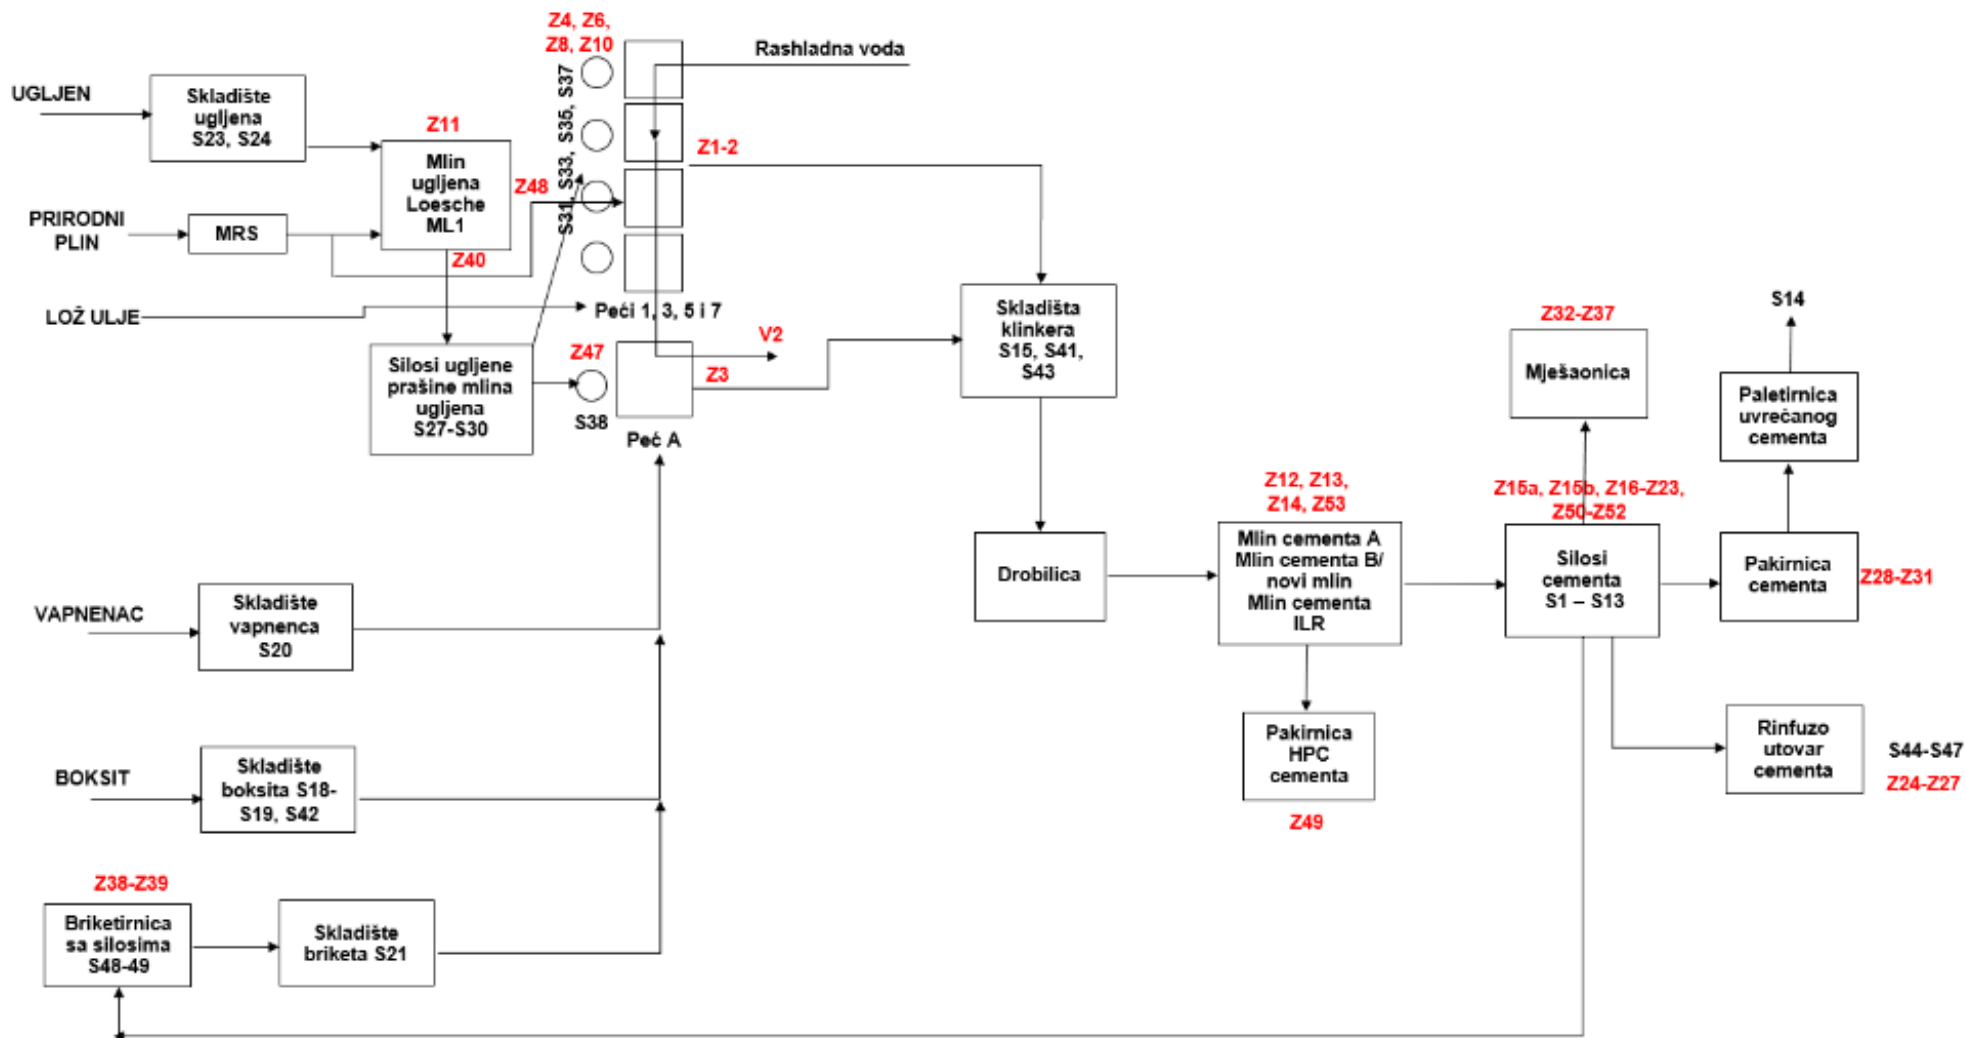 Z4, Z6,
Z8, Z10
Rashladna voda
UGLJEN
Skladište
ugljena
S23, S24
Z11
Mlin
ugljena
Loesche
ML1
S31, S33, S35, S37
Z1-2
Z48
PRIRODNI
PLIN
MRS
Z40
LOŽ ULJE
Peći 1, 3, 5 i 7
V2
Silosi ugljene
prašine mlina
ugljena
S27-S30
Z47
S38
Z3
Peć A
Skladišta
klinkera
S15, S41,
S43
Z32-Z37
Mješaonica
S14
Paletirnica
uvrečanog
cementa
Z12, Z13,
Z14, Z53
Mlin cementa A
Mlin cementa B/
novi mlin
Mlin cementa
ILR
Z15a, Z15b, Z16-Z23,
Z50-Z52
Silosi
cementa
S1 – S13
Pakirnica
cementa
Z28-Z31
Drobilica
VAPNENAC
Skladište
vapnenca
S20
Pakirnica
HPC
cementa
Z49
Rinfuzo
utovar
cementa
S44-S47
Z24-Z27
BOKSIT
Skladište
boksita S18-
S19, S42
Z38-Z39
Briketirnica
sa silosima
S48-49
Skladište
briketa S21